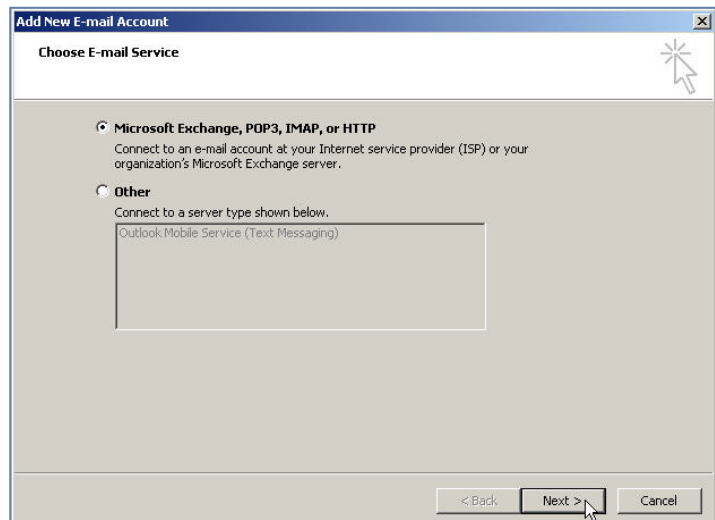 Add New E-mail Account
Choose E-mail Service
Microsoft Exchange, POP3, IMAP, or HTTP
Connect to an e-mail account at your Internet service provider (ISP) or your
organization's Microsoft Exchange server.
Other
Connect to a server type shown below.
Outlook Mobile Service (Text Messaging)
< Back Next > Cancel